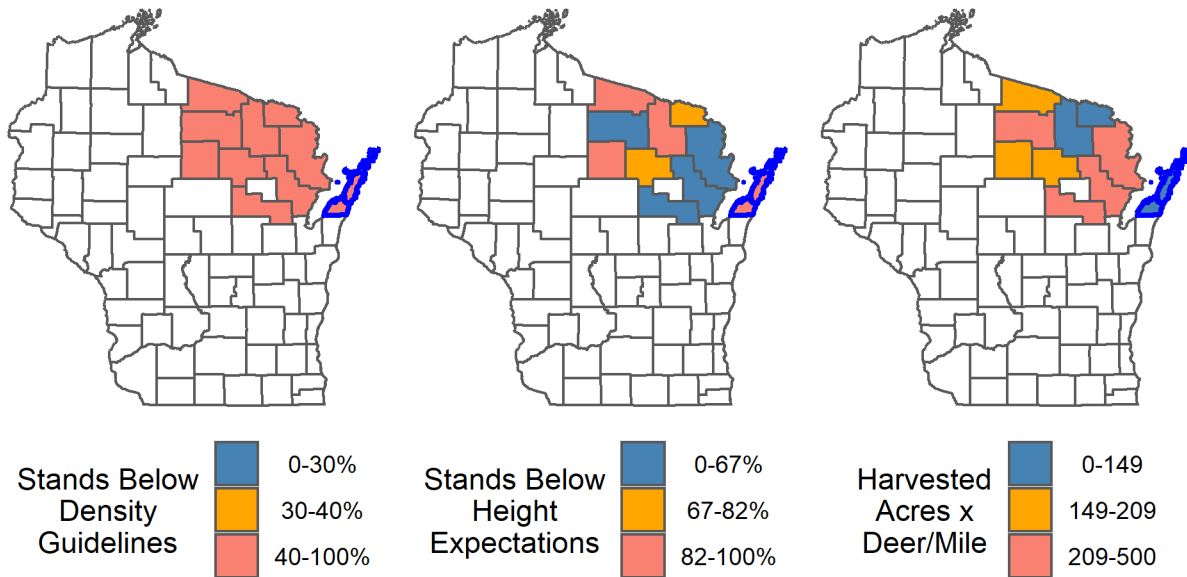 Stands Below
Density
Guidelines
0-30%
30-40%
40-100%
Stands Below
Height
Expectations
0-67%
67-82%
82-100%
Harvested
Acres x
Deer/Mile
0-149
149-209
209-500